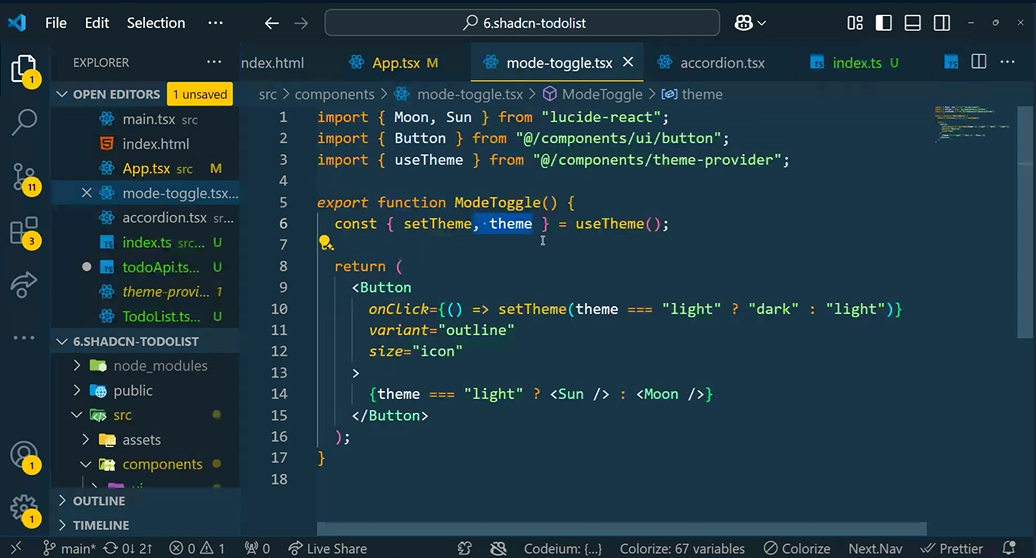 File Edit Selection ··· 6.shadcn-todolist
EXPLORER ···
ndex.html App.tsx M mode-toggle.tsx accordion.tsx index.ts U ···
OPEN EDITORS 1 unsaved
main.tsx src
index.html
App.tsx src M
mode-toggle.tsx...
accordion.tsx sr...
index.ts src... U
todoApi.ts... U
theme-provi... 1
TodoList.ts... U
6.SHADCN-TODOLIST
node_modules
public
src
assets
components
OUTLINE
TIMELINE
1
11
3
1
1
src > components > mode-toggle.tsx > ModeToggle > theme
1 import { Moon, Sun } from "lucide-react";
2 import { Button } from "@/components/ui/button";
3 import { useTheme } from "@/components/theme-provider";
4
5 export function ModeToggle() {
6 const { setTheme, theme } = useTheme();
7
8 return (
9 <Button
10 onClick={() => setTheme(theme === "light" ? "dark" : "light")}
11 variant="outline"
12 size="icon"
13 >
14 {theme === "light" ? <Sun /> : <Moon />}
15 </Button>
16 );
17 }
18
main* 0↓ 2↑ 0 1 0 Live Share Codeium: {...} Colorize: 67 variables Colorize Next.Nav Prettier